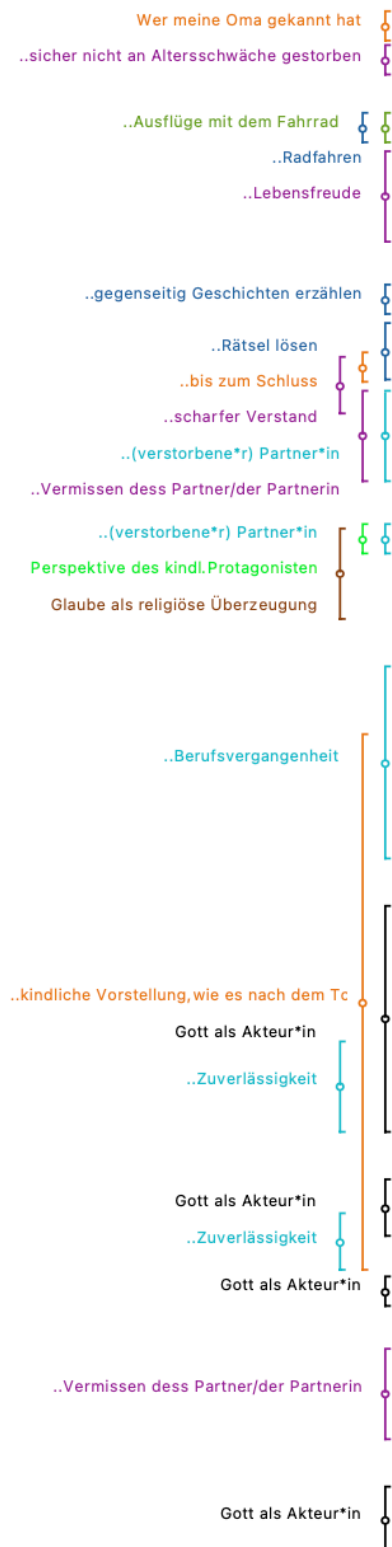 Wer meine Oma gekannt hat
..sicher nicht an Altersschwäche gestorben
..Ausflüge mit dem Fahrrad
..Radfahren
..Lebensfreude
..gegenseitig Geschichten erzählen
..Rätsel lösen
..bis zum Schluss
..scharfer Verstand
..(verstorbene*r) Partner*in
..Vermissen dess Partner/der Partnerin
..(verstorbene*r) Partner*in
Perspektive des kindl.Protagonisten
Glaube als religiöse Überzeugung
..Berufsvergangenheit
..kindliche Vorstellung,wie es nach dem Tc
Gott als Akteur*in
..Zuverlässigkeit
Gott als Akteur*in
..Zuverlässigkeit
Gott als Akteur*in
..Vermissen dess Partner/der Partnerin
Gott als Akteur*in